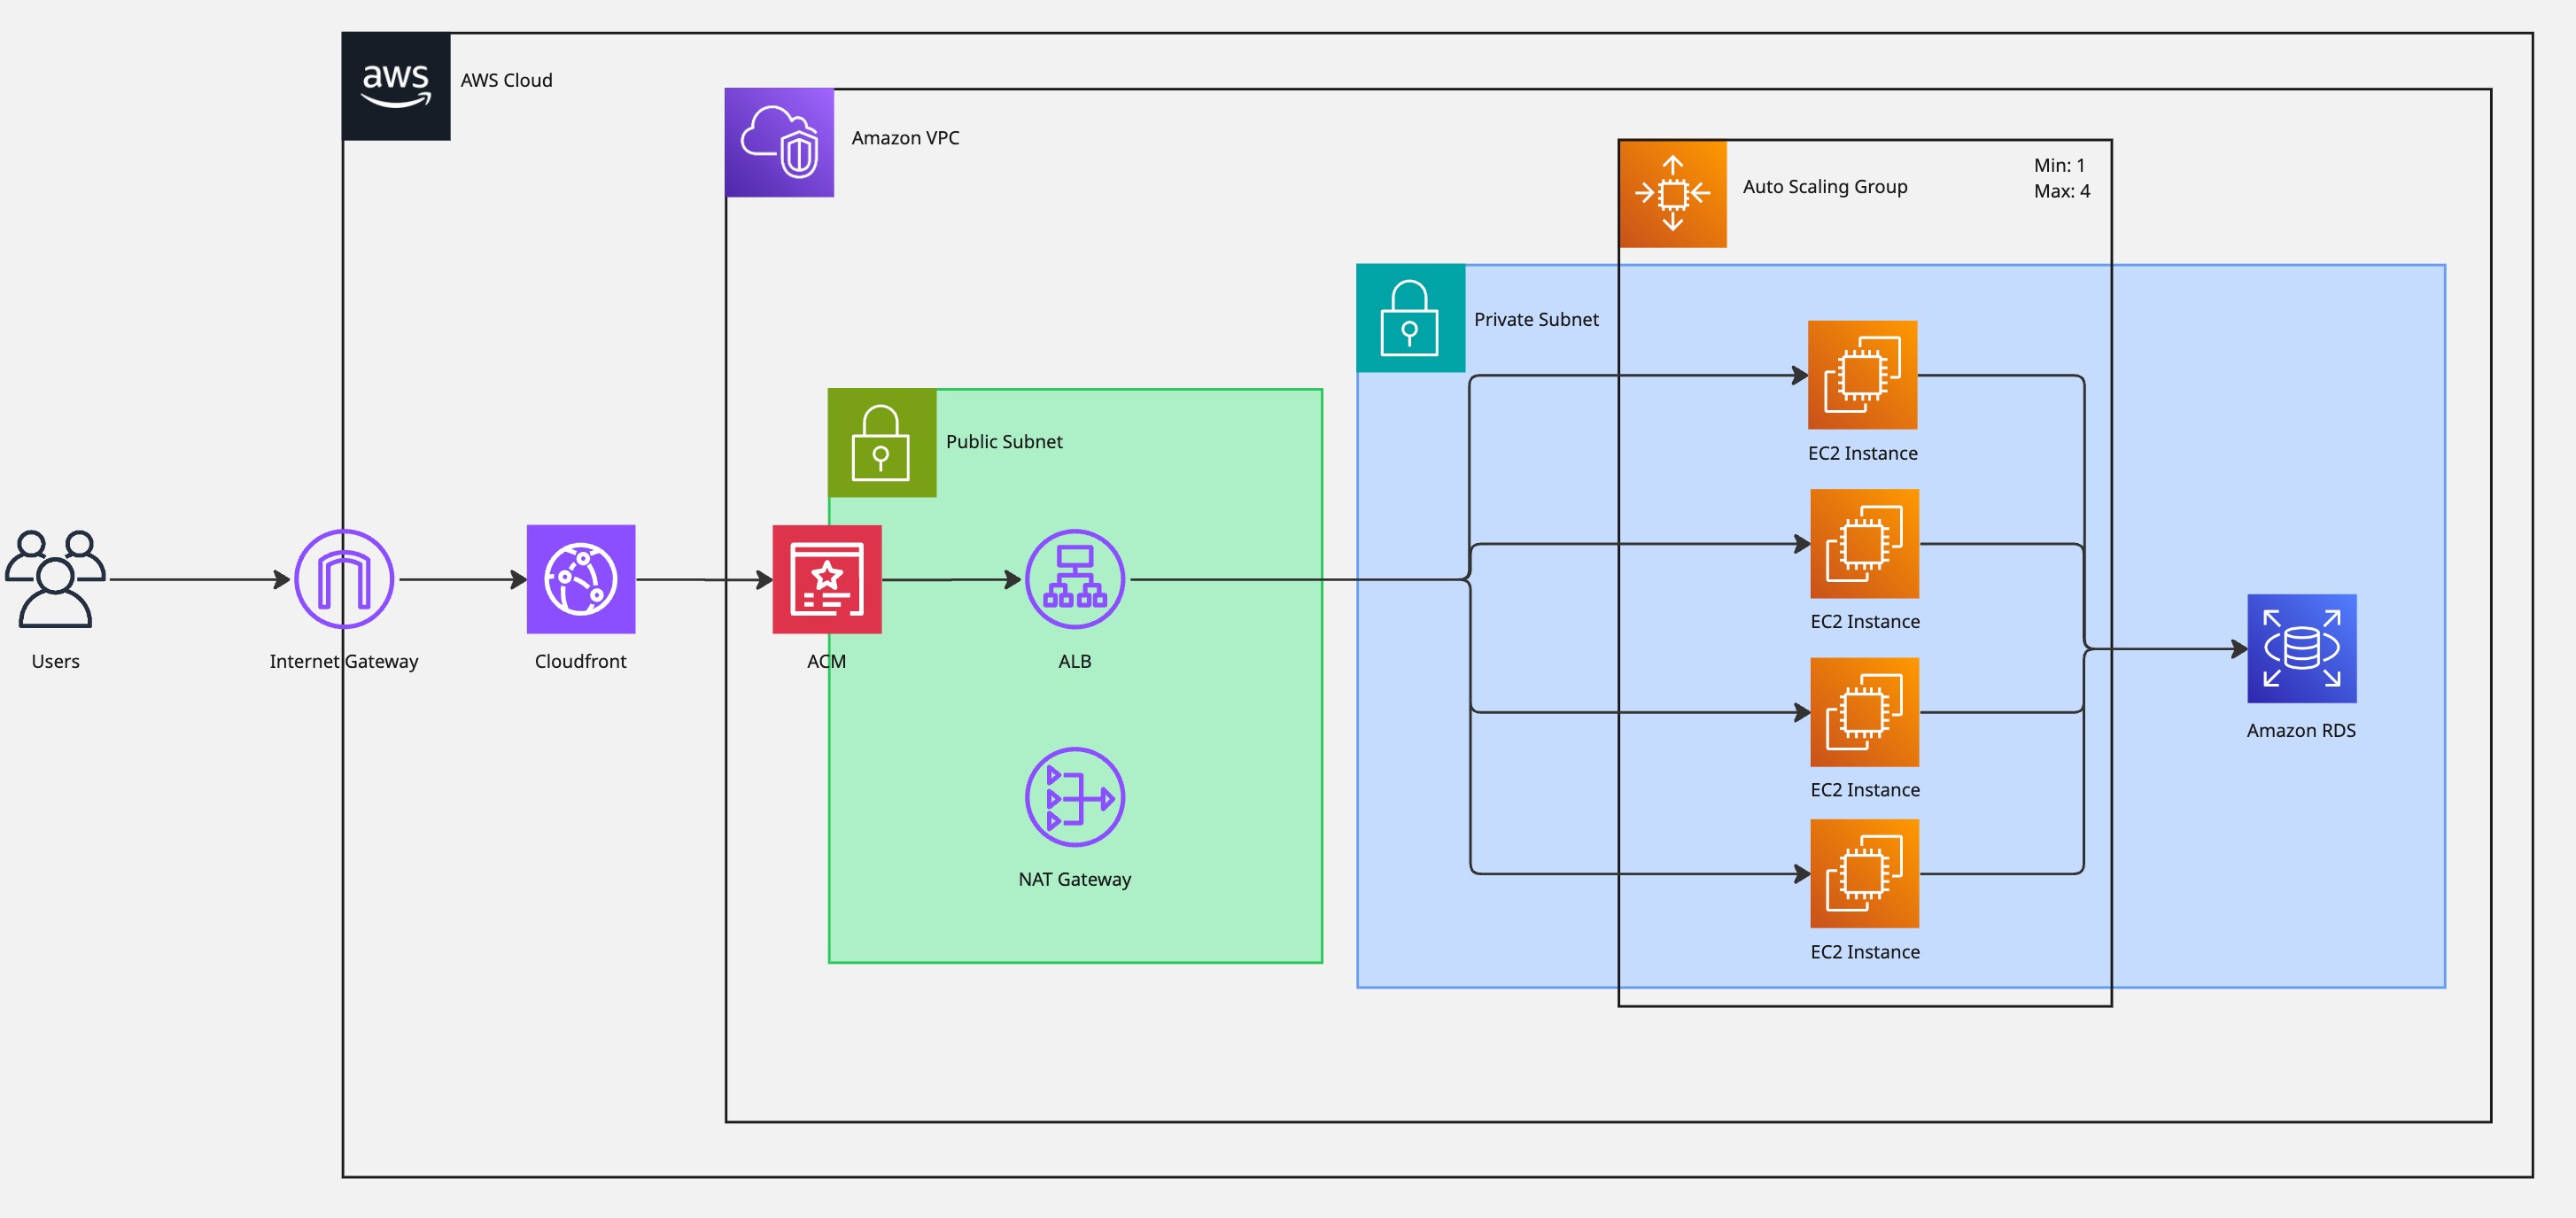 aws
AWS Cloud
Amazon VPC
Auto Scaling Group
Min: 1
Max: 4
Private Subnet
Public Subnet
EC2 Instance
EC2 Instance
Users
Internet Gateway
Cloudfront
ACM
ALB
Amazon RDS
EC2 Instance
NAT Gateway
EC2 Instance